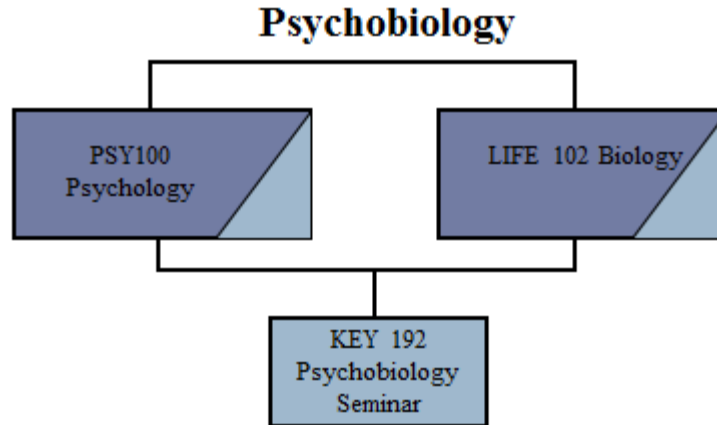 Psychobiology
PSY100
Psychology
LIFE 102 Biology
KEY 192
Psychobiology
Seminar